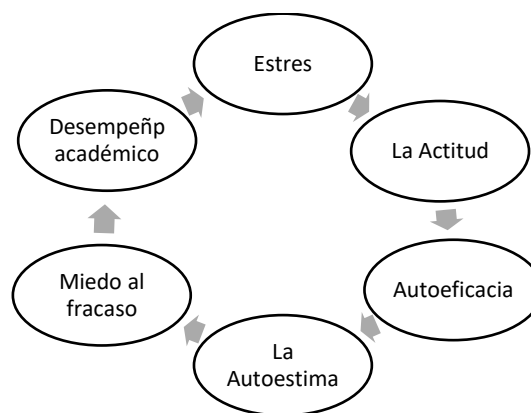 Estres
La Actitud
Autoeficacia
La
Autoestima
Miedo al
fracaso
Desempeñp
académico